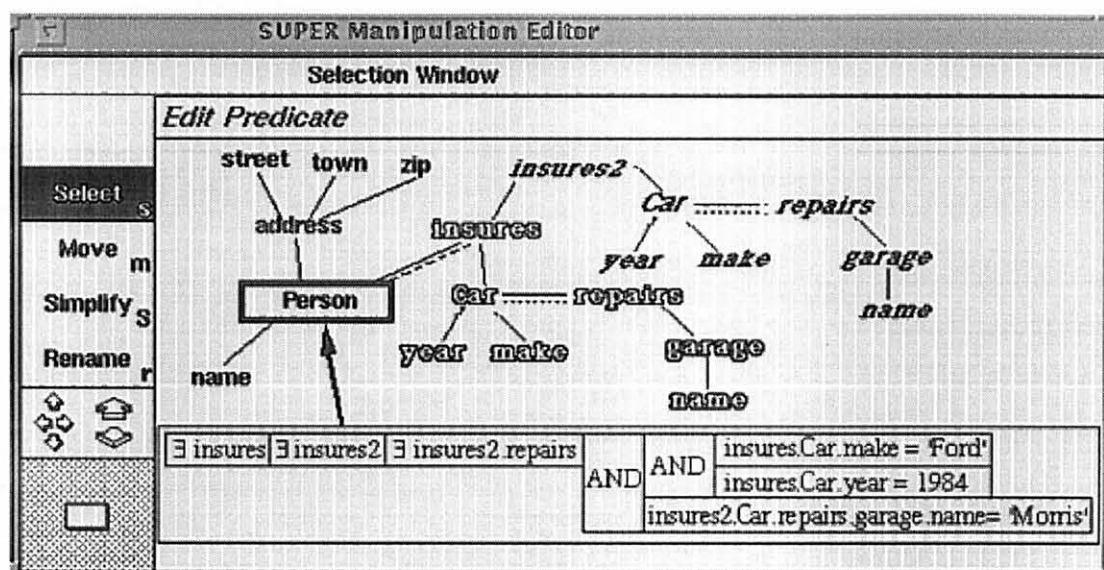 SUPER Manipulation Editor
Selection Window
Edit Predicate
street town zip insures2
Select s
address insures Car repairs
Move m
year make garage
Simplify S
Person Car repairs name
Rename r
year make garage
name
name
∃ insures ∃ insures2 ∃ insures2.repairs AND AND insures.Car.make = 'Ford'
insures.Car.year = 1984
insures2.Car.repairs.garage.name= 'Morris'